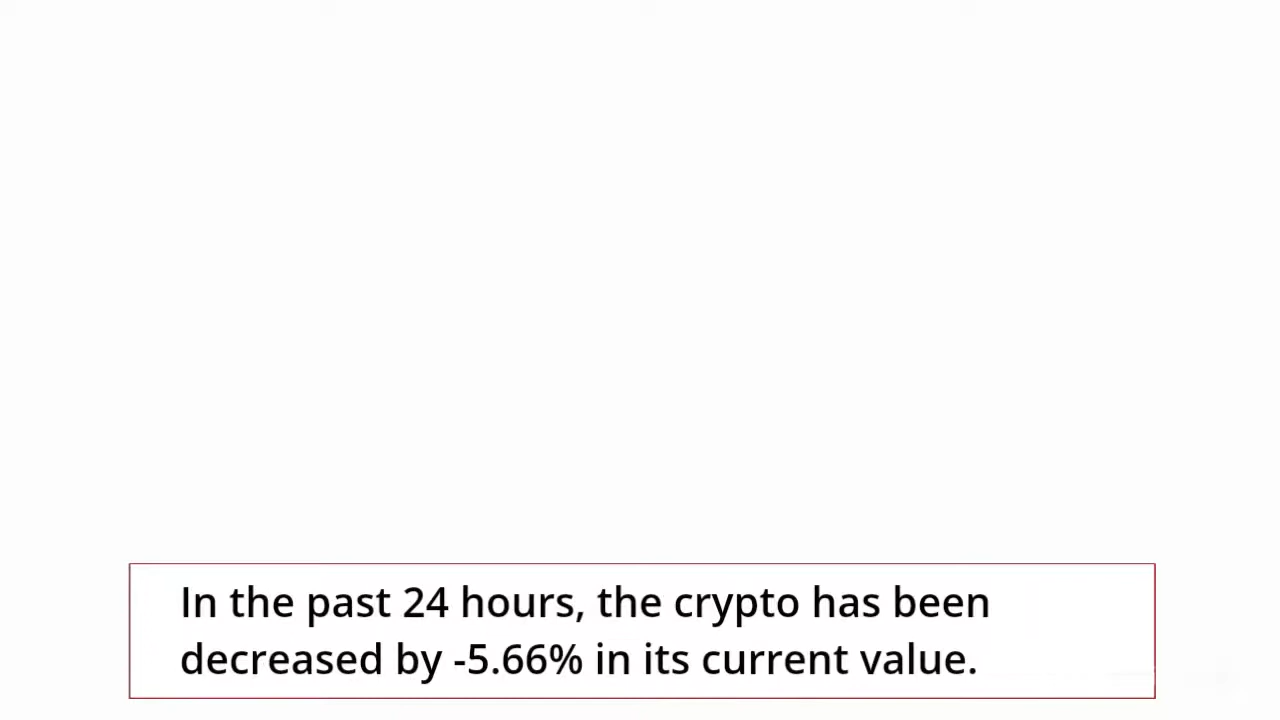 In the past 24 hours, the crypto has been
decreased by -5.66% in its current value.